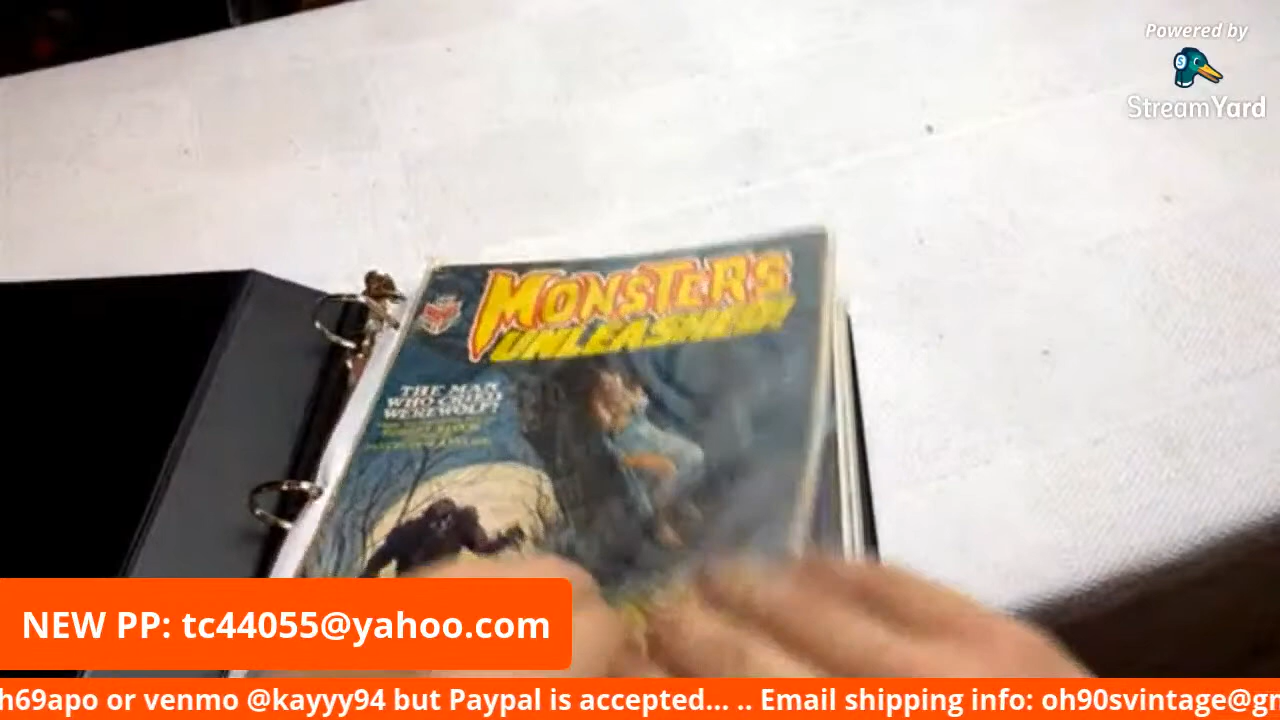 Powered by
StreamYard
MONSTERS
UNLEASHED!
THE MAN
WHO CRIED
WEREWOLF!
NEW PP: tc44055@yahoo.com
h69apo or venmo @kayyy94 but Paypal is accepted... .. Email shipping info: oh90svintage@gm